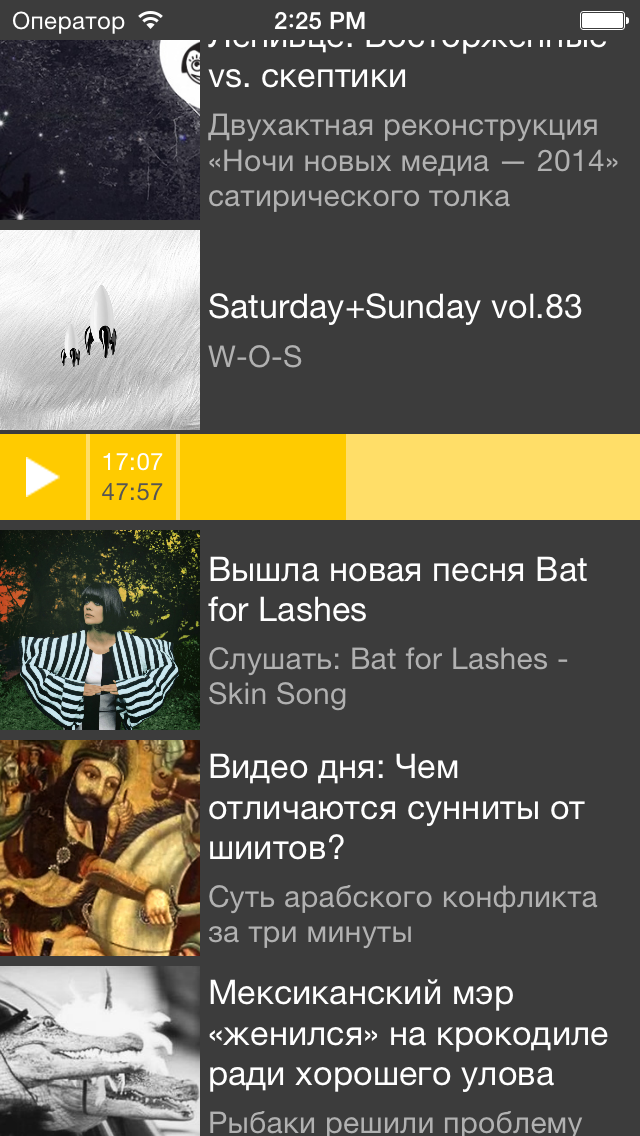 Оператор
2:25 PM
Ленивце: Восторженные
vs. скептики
Двухактная реконструкция
«Ночи новых медиа — 2014»
сатирического толка
Saturday+Sunday vol.83
W-O-S
17:07
47:57
Вышла новая песня Bat
for Lashes
Слушать: Bat for Lashes -
Skin Song
Видео дня: Чем
отличаются сунниты от
шиитов?
Суть арабского конфликта
за три минуты
Мексиканский мэр
«женился» на крокодиле
ради хорошего улова
Рыбаки решили проблему